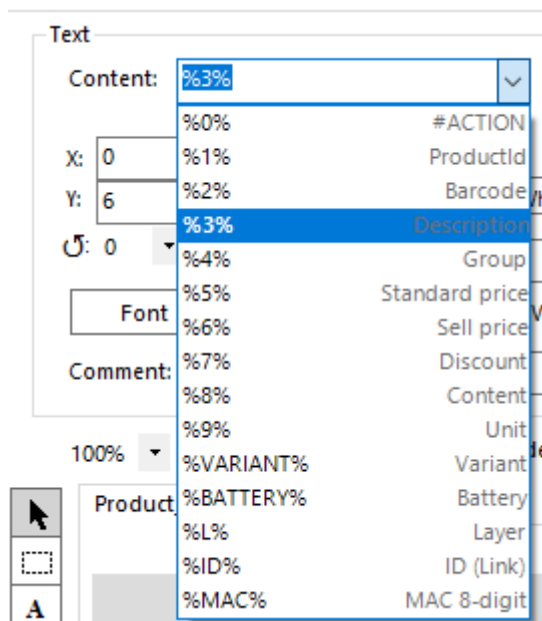 Text
Content: %3%
%0% #ACTION
X: 0 %1% ProductId
Y: 6 %2% Barcode
%3% Description
0 %4% Group
%5% Standard price
Font %6% Sell price
Comment: %7% Discount
%8% Content
100% %9% Unit
%VARIANT% Variant
Product_ %BATTERY% Battery
%L% Layer
%ID% ID (Link)
A %MAC% MAC 8-digit